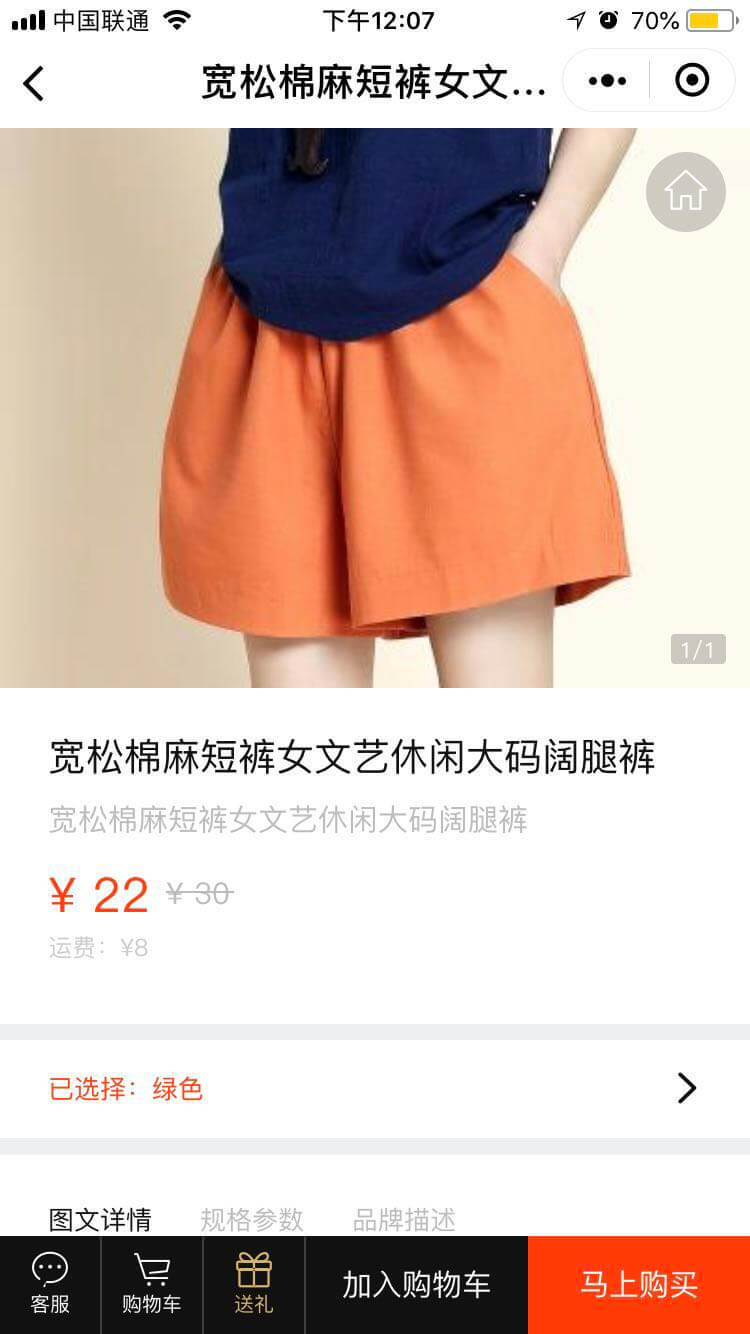 中国联通 下午12:07 70%
宽松棉麻短裤女文...
1/1
宽松棉麻短裤女文艺休闲大码阔腿裤
宽松棉麻短裤女文艺休闲大码阔腿裤
¥ 22 ¥ 30
运费：¥8
已选择：绿色
图文详情 规格参数 品牌描述
客服 购物车 送礼 加入购物车 马上购买